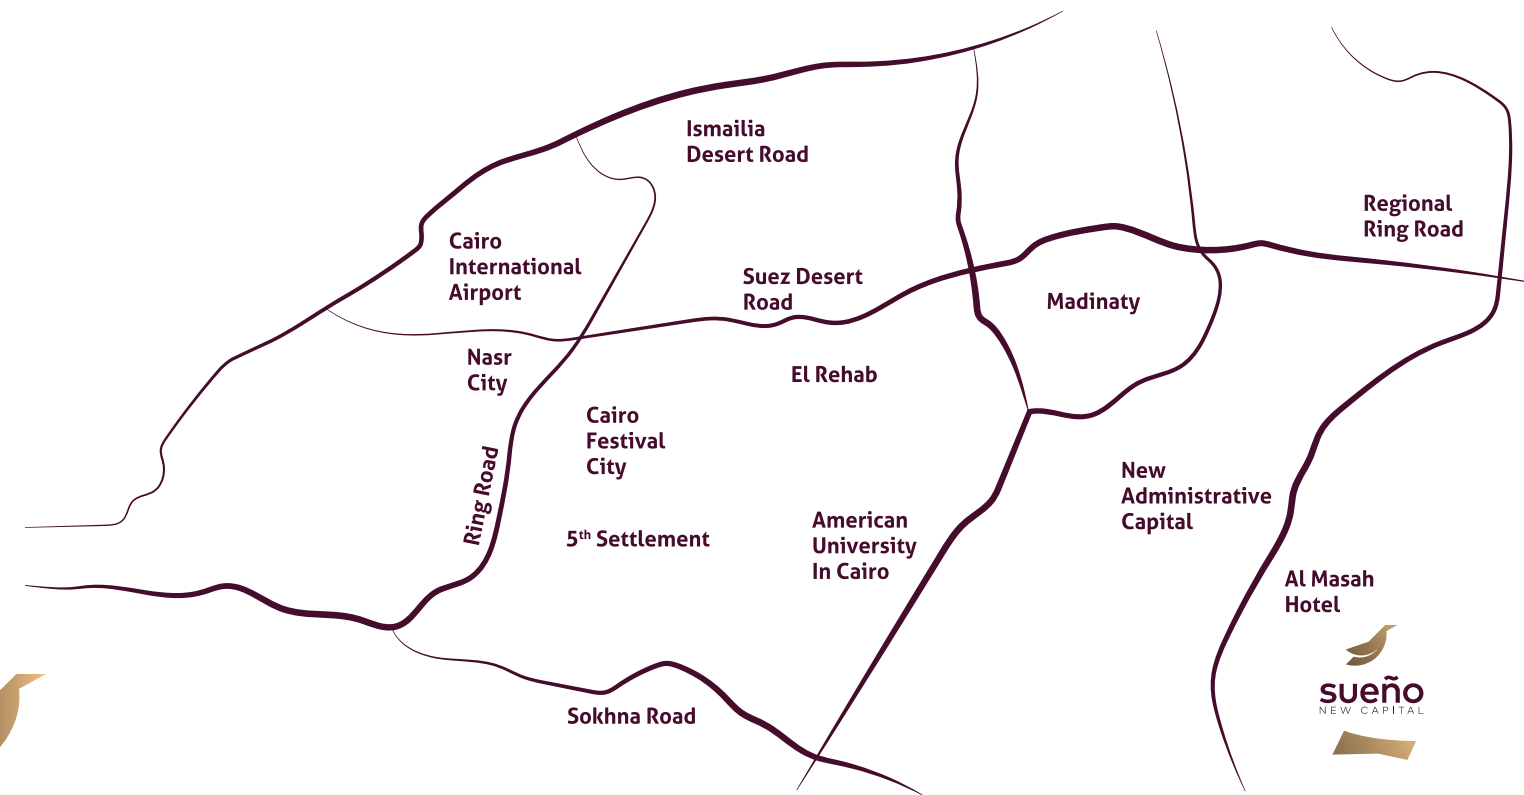 Ismailia
Desert Road
Regional
Ring Road
Cairo
International
Airport
Suez Desert
Road
Madinaty
Nasr
City
El Rehab
Cairo
Festival
City
Ring Road
New
Administrative
Capital
American
University
In Cairo
5th Settlement
Al Masah
Hotel
sueño
NEW CAPITAL
Sokhna Road